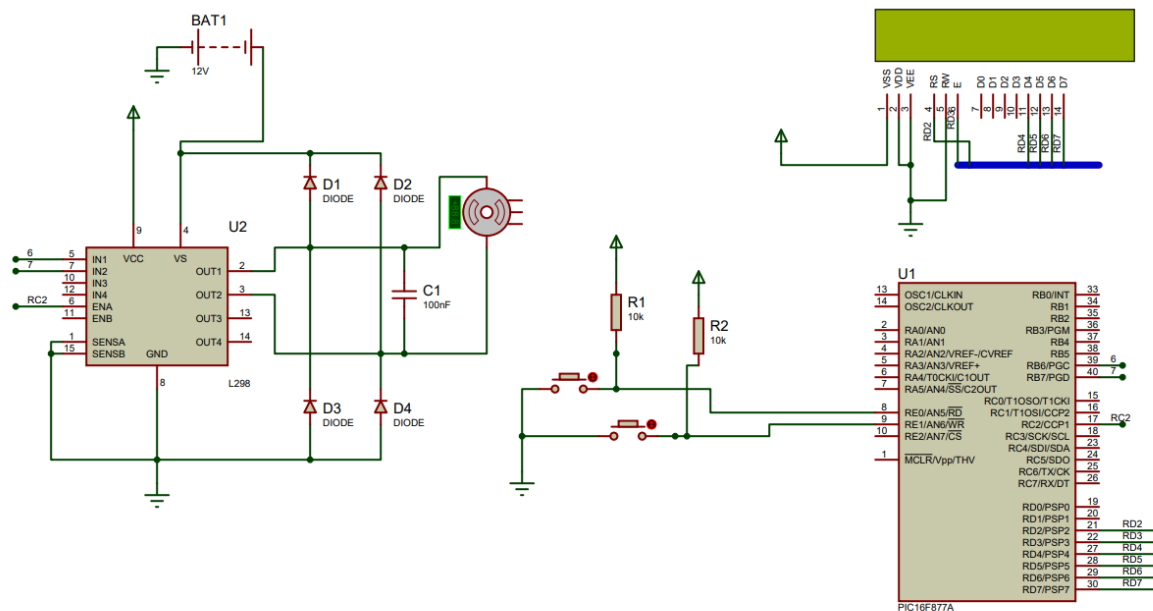 BAT1
12V
U2
9
VCC
4
VS
6
5
IN1
7
7
IN2
10
IN3
12
IN4
RC2
6
ENA
11
ENB
1
SENSA
15
SENSB
GND
8
OUT1
2
OUT2
3
OUT3
13
OUT4
14
L298
D1
DIODE
D2
DIODE
D3
DIODE
D4
DIODE
C1
100nF
R1
10k
R2
10k
VSS
VDD
VEE
RS
RW
E
D0
D1
D2
D3
D4
D5
D6
D7
1
2
3
4
5
6
7
8
9
10
11
12
13
14
RD2
RD3
RD4
RD5
RD6
RD7
U1
13
OSC1/CLKIN
14
OSC2/CLKOUT
2
RA0/AN0
3
RA1/AN1
4
RA2/AN2/VREF-/CVREF
5
RA3/AN3/VREF+
6
RA4/T0CKI/C1OUT
7
RA5/AN4/SS/C2OUT
8
RE0/AN5/RD
9
RE1/AN6/WR
10
RE2/AN7/CS
1
MCLR/Vpp/THV
RB0/INT
33
RB1
34
RB2
35
RB3/PGM
36
RB4
37
RB5
38
RB6/PGC
39
6
RB7/PGD
40
7
RC0/T1OSO/T1CKI
15
RC1/T1OSI/CCP2
16
RC2/CCP1
17
RC2
RC3/SCK/SCL
18
RC4/SDI/SDA
23
RC5/SDO
24
RC6/TX/CK
25
RC7/RX/DT
26
RD0/PSP0
19
RD1/PSP1
20
RD2/PSP2
21
RD2
RD3/PSP3
22
RD3
RD4/PSP4
27
RD4
RD5/PSP5
28
RD5
RD6/PSP6
29
RD6
RD7/PSP7
30
RD7
PIC16F877A